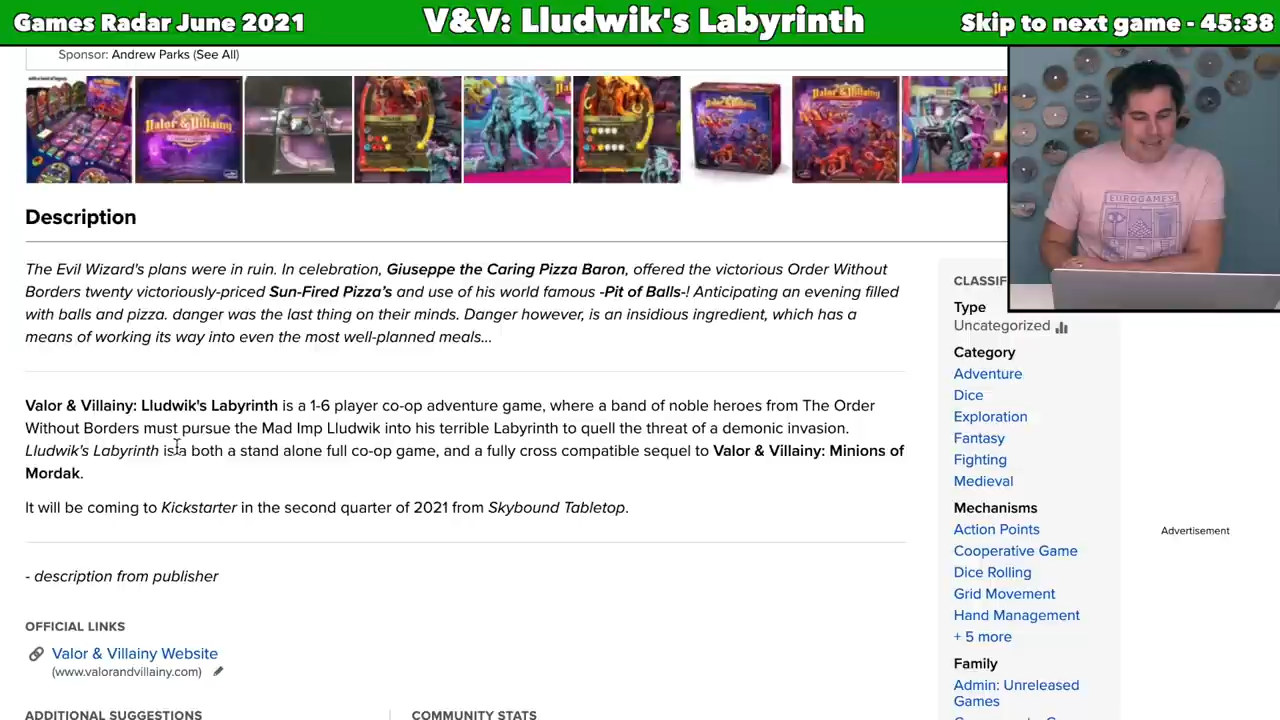 Games Radar June 2021
V&V: Lludwik's Labyrinth
Skip to next game - 45:38
Sponsor: Andrew Parks (See All)
Valor & Villainy
Valor & Villainy
Valor & Villainy
EUROGAMES
Description
The Evil Wizard's plans were in ruin. In celebration, Giuseppe the Caring Pizza Baron, offered the victorious Order Without
Borders twenty victoriously-priced Sun-Fired Pizza's and use of his world famous -Pit of Balls-! Anticipating an evening filled
with balls and pizza. danger was the last thing on their minds. Danger however, is an insidious ingredient, which has a
means of working its way into even the most well-planned meals...
Valor & Villainy: Lludwik's Labyrinth is a 1-6 player co-op adventure game, where a band of noble heroes from The Order
Without Borders must pursue the Mad Imp Lludwik into his terrible Labyrinth to quell the threat of a demonic invasion.
Lludwik's Labyrinth is a both a stand alone full co-op game, and a fully cross compatible sequel to Valor & Villainy: Minions of
Mordak.
It will be coming to Kickstarter in the second quarter of 2021 from Skybound Tabletop.
- description from publisher
OFFICIAL LINKS
Valor & Villainy Website
(www.valorandvillainy.com)
ADDITIONAL SUGGESTIONS
COMMUNITY STATS
CLASSIF
Type
Uncategorized
Category
Adventure
Dice
Exploration
Fantasy
Fighting
Medieval
Mechanisms
Action Points
Cooperative Game
Dice Rolling
Grid Movement
Hand Management
+ 5 more
Family
Admin: Unreleased
Games
Advertisement